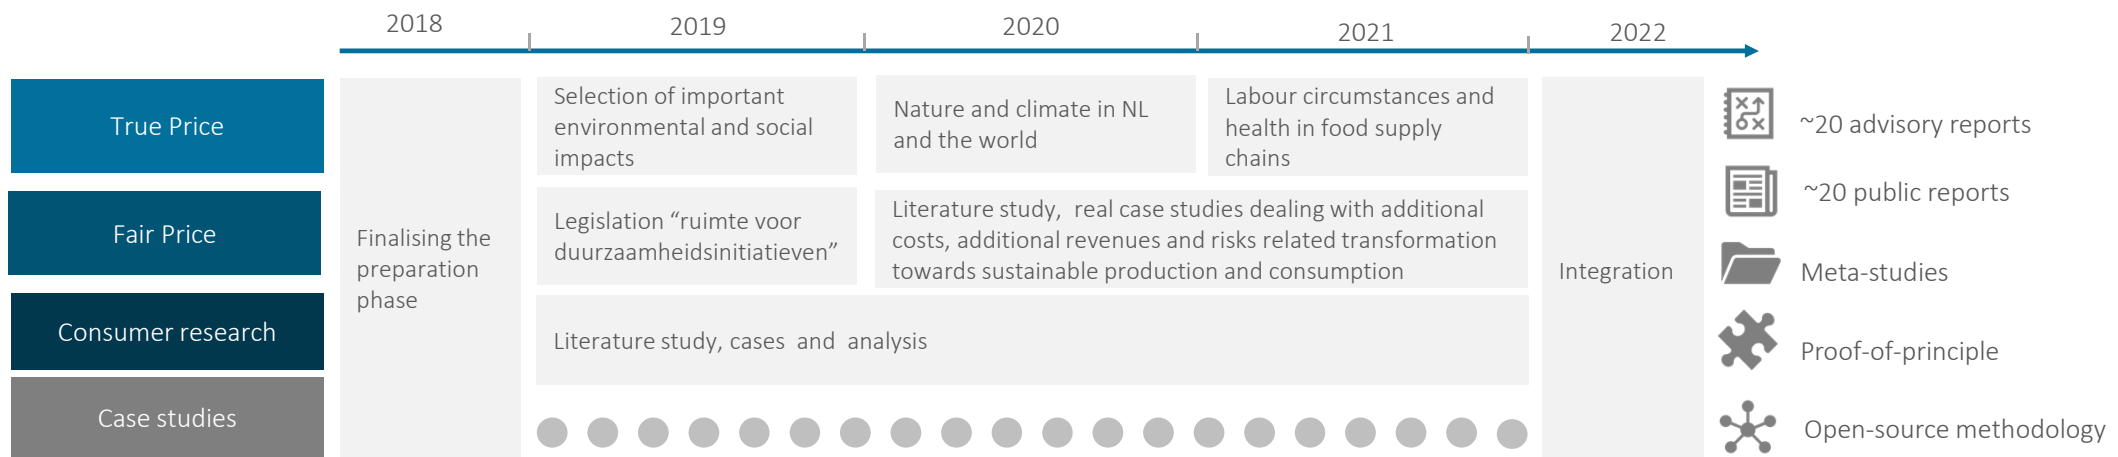 2018
2019
2020
2021
2022
True Price
Selection of important
environmental and social
impacts
Nature and climate in NL
and the world
Labour circumstances and
health in food supply
chains
Fair Price
Legislation “ruimte voor
duurzaamheidsinitiatieven”
Literature study, real case studies dealing with additional
costs, additional revenues and risks related transformation
towards sustainable production and consumption
Finalising the
preparation
phase
Consumer research
Literature study, cases and analysis
Case studies
Integration
~20 advisory reports
~20 public reports
Meta-studies
Proof-of-principle
Open-source methodology